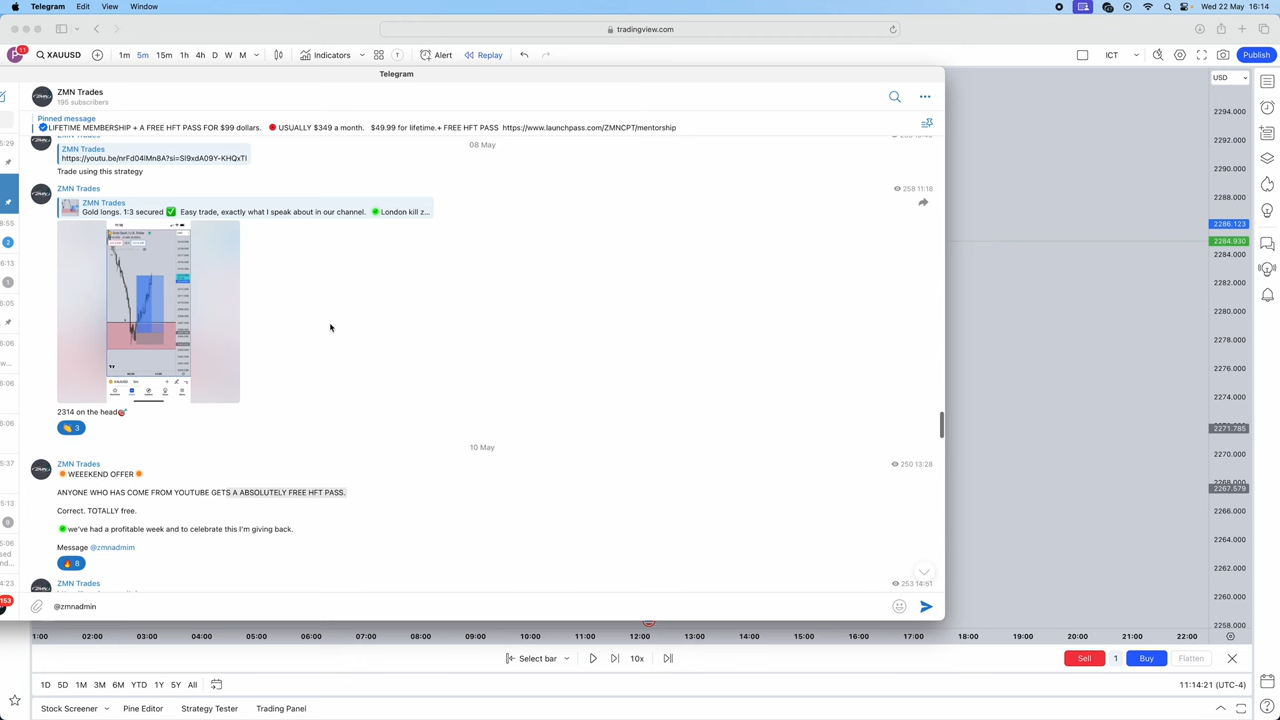 Telegram Edit View Window
Wed 22 May 16:14
tradingview.com
11
XAUUSD 1m 5m 15m 1h 4h D W M Indicators Alert Replay ICT Publish
Telegram
ZMN Trades
195 subscribers
Pinned message
LIFETIME MEMBERSHIP + A FREE HFT PASS FOR $99 dollars. USUALLY $349 a month. $49.99 for lifetime.+ FREE HFT PASS https://www.launchpass.com/ZMNCPT/mentorship
08 May
ZMN Trades
https://youtu.be/nrFd04lMn8A?si=SI9xdA09Y-KHQxTl
Trade using this strategy
ZMN Trades
258 11:18
ZMN Trades
Gold longs. 1:3 secured ✅ Easy trade, exactly what I speak about in our channel. London kill z...
2314 on the head🎯
👏 3
10 May
ZMN Trades
250 13:28
WEEEKEND OFFER
ANYONE WHO HAS COME FROM YOUTUBE GETS A ABSOLUTELY FREE HFT PASS.
Correct. TOTALLY free.
we've had a profitable week and to celebrate this I'm giving back.
Message @zmnadmim
🔥 8
ZMN Trades
253 14:51
@zmnadmin
USD
2294.000
2292.000
2290.000
2288.000
2286.123
2284.930
2284.000
2282.000
2280.000
2278.000
2276.000
2274.000
2271.785
2270.000
2268.000
2267.579
2266.000
2264.000
2262.000
2260.000
2258.000
1:00 02:00 03:00 04:00 05:00 06:00 07:00 08:00 09:00 10:00 11:00 12:00 13:00 14:00 15:00 16:00 17:00 18:00 19:00 20:00 21:00 22:00
Select bar 10x Sell 1 Buy Flatten
1D 5D 1M 3M 6M YTD 1Y 5Y All
11:14:21 (UTC-4)
Stock Screener Pine Editor Strategy Tester Trading Panel